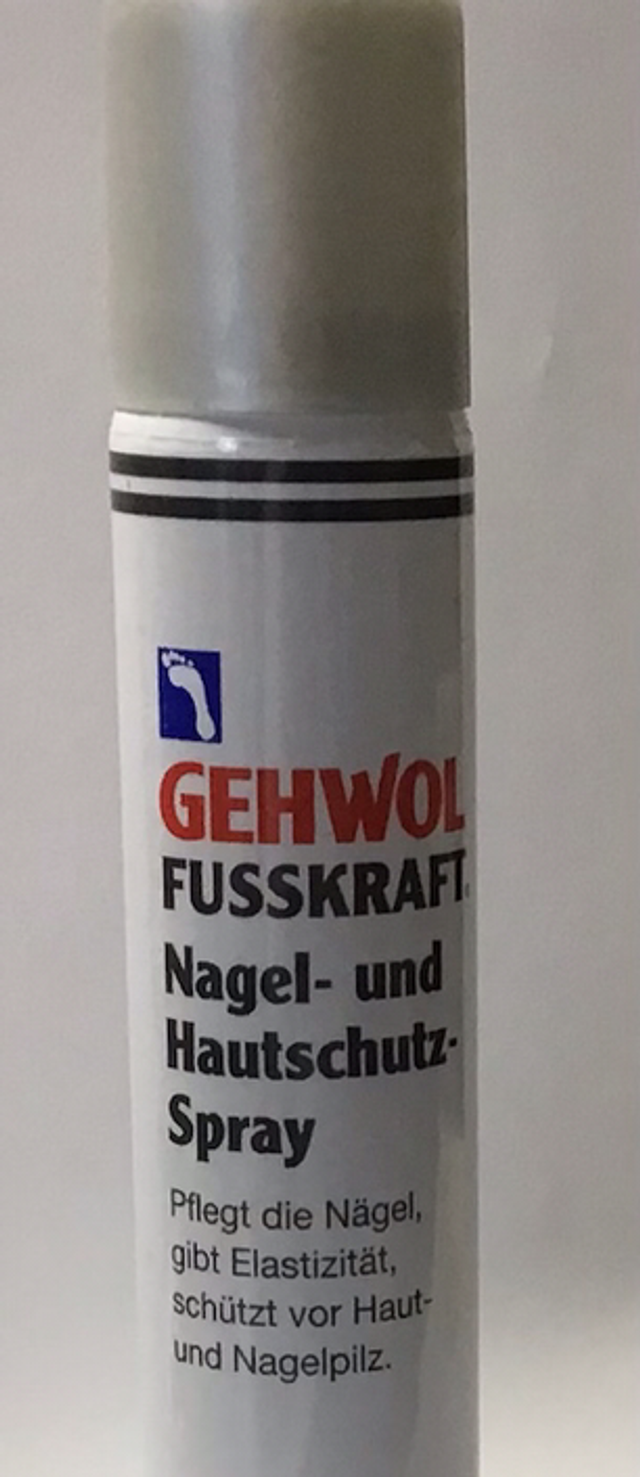 GEHWOL
FUSSKRAFT
Nagel- und
Hautschutz-
Spray
Pflegt die Nägel,
gibt Elastizität,
schützt vor Haut-
und Nagelpilz.